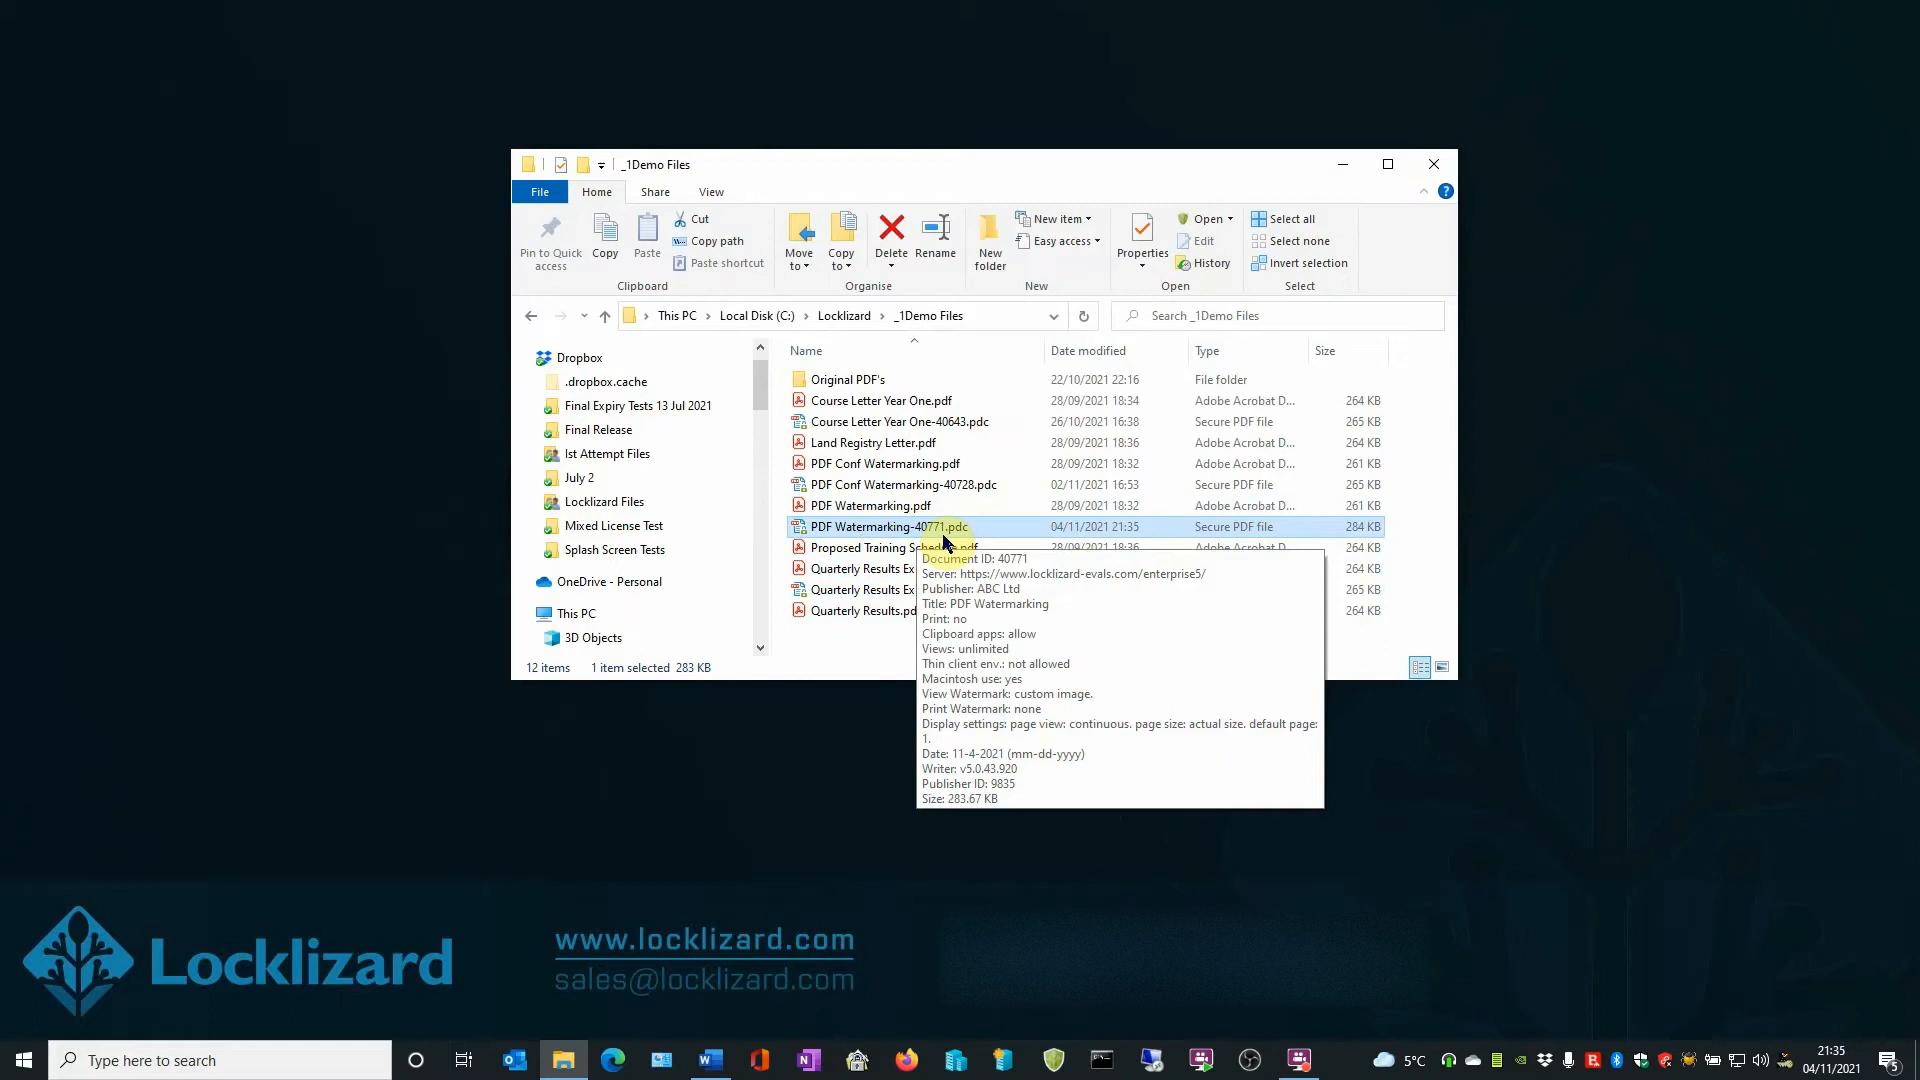 _1Demo Files
File Home Share View
Pin to Quick access
Copy
Paste
Cut
Copy path
Paste shortcut
Clipboard
Move to
Copy to
Delete
Rename
Organise
New folder
New item
Easy access
New
Properties
Open
Edit
History
Open
Select all
Select none
Invert selection
Select
This PC > Local Disk (C:) > Locklizard > _1Demo Files
Search _1Demo Files
Dropbox
.dropbox.cache
Final Expiry Tests 13 Jul 2021
Final Release
Ist Attempt Files
July 2
Locklizard Files
Mixed License Test
Splash Screen Tests
OneDrive - Personal
This PC
3D Objects
Name Date modified Type Size
Original PDF's 22/10/2021 22:16 File folder
Course Letter Year One.pdf 28/09/2021 18:34 Adobe Acrobat D... 264 KB
Course Letter Year One-40643.pdc 26/10/2021 16:38 Secure PDF file 265 KB
Land Registry Letter.pdf 28/09/2021 18:36 Adobe Acrobat D... 264 KB
PDF Conf Watermarking.pdf 28/09/2021 18:32 Adobe Acrobat D... 261 KB
PDF Conf Watermarking-40728.pdc 02/11/2021 16:53 Secure PDF file 265 KB
PDF Watermarking.pdf 28/09/2021 18:32 Adobe Acrobat D... 261 KB
PDF Watermarking-40771.pdc 04/11/2021 21:35 Secure PDF file 284 KB
Proposed Training Schedule.pdf 28/09/2021 18:36 Adobe Acrobat D... 264 KB
Quarterly Results Ex 264 KB
Quarterly Results Ex 265 KB
Quarterly Results.pd 264 KB
Document ID: 40771
Server: https://www.locklizard-evals.com/enterprise5/
Publisher: ABC Ltd
Title: PDF Watermarking
Print: no
Clipboard apps: allow
Views: unlimited
Thin client env.: not allowed
Macintosh use: yes
View Watermark: custom image.
Print Watermark: none
Display settings: page view: continuous. page size: actual size. default page:
1.
Date: 11-4-2021 (mm-dd-yyyy)
Writer: v5.0.43.920
Publisher ID: 9835
Size: 283.67 KB
12 items 1 item selected 283 KB
Locklizard
www.locklizard.com
sales@locklizard.com
Type here to search
5°C
21:35
04/11/2021
5